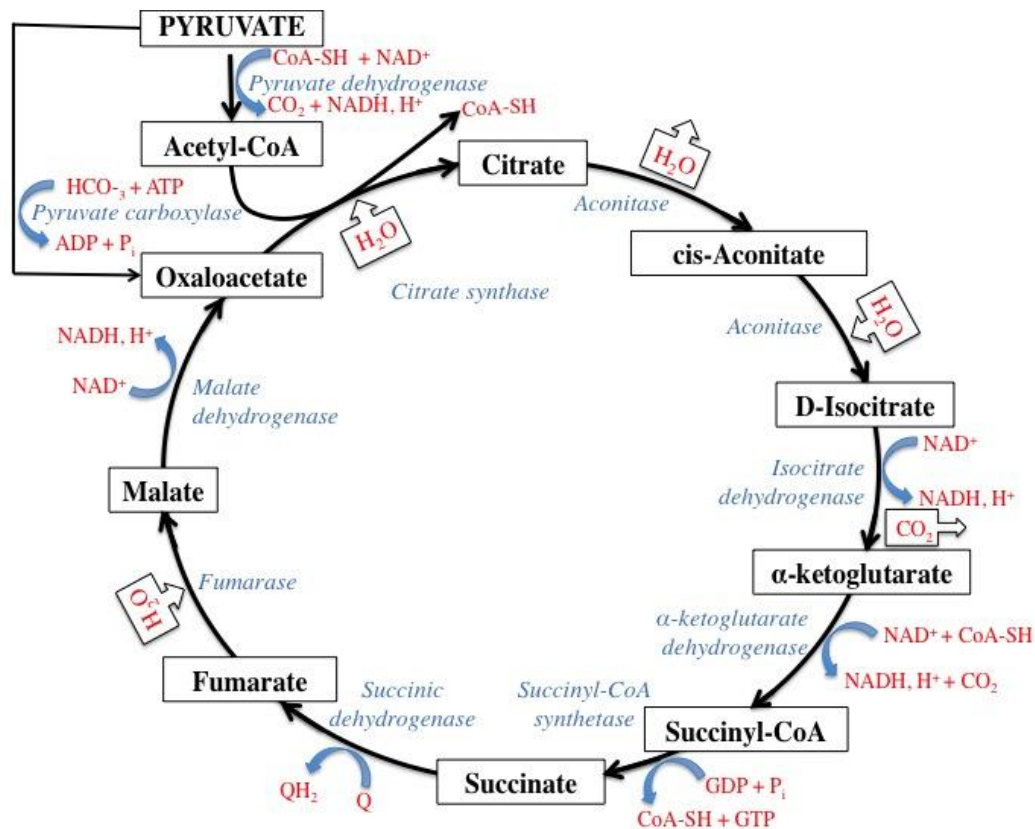 PYRUVATE
CoA-SH + NAD⁺
Pyruvate dehydrogenase
CO₂ + NADH, H⁺
CoA-SH
Acetyl-CoA
Citrate
H₂O
Aconitase
HCO-₃ + ATP
Pyruvate carboxylase
ADP + Pᵢ
H₂O
cis-Aconitate
Oxaloacetate
Citrate synthase
Aconitase
H₂O
NADH, H⁺
NAD⁺
Malate
dehydrogenase
D-Isocitrate
NAD⁺
Isocitrate
dehydrogenase
NADH, H⁺
CO₂
Malate
α-ketoglutarate
Fumarase
H₂O
α-ketoglutarate
dehydrogenase
NAD⁺ + CoA-SH
NADH, H⁺ + CO₂
Fumarate
Succinic
dehydrogenase
Succinyl-CoA
synthetase
Succinyl-CoA
QH₂
Q
Succinate
GDP + Pᵢ
CoA-SH + GTP